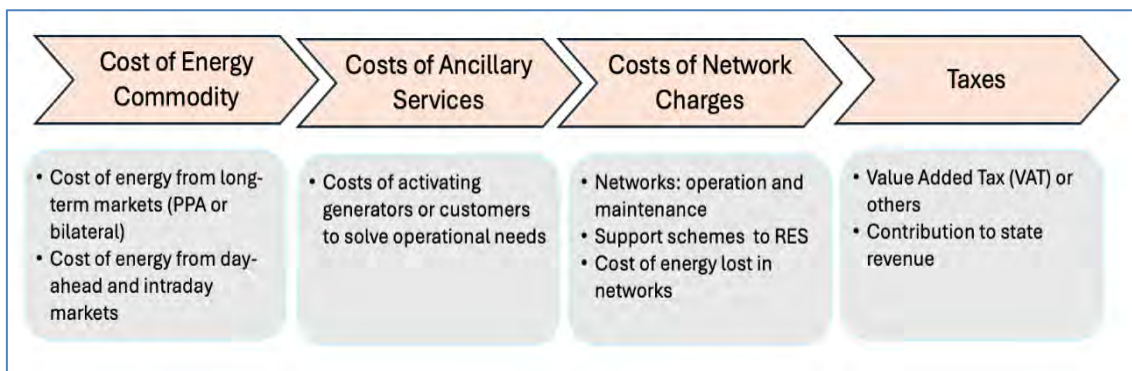 Cost of Energy
Commodity
Costs of Ancillary
Services
Costs of Network
Charges
Taxes
• Cost of energy from long-
term markets (PPA or
bilateral)
• Cost of energy from day-
ahead and intraday
markets
• Costs of activating
generators or customers
to solve operational needs
• Networks: operation and
maintenance
• Support schemes to RES
• Cost of energy lost in
networks
• Value Added Tax (VAT) or
others
• Contribution to state
revenue